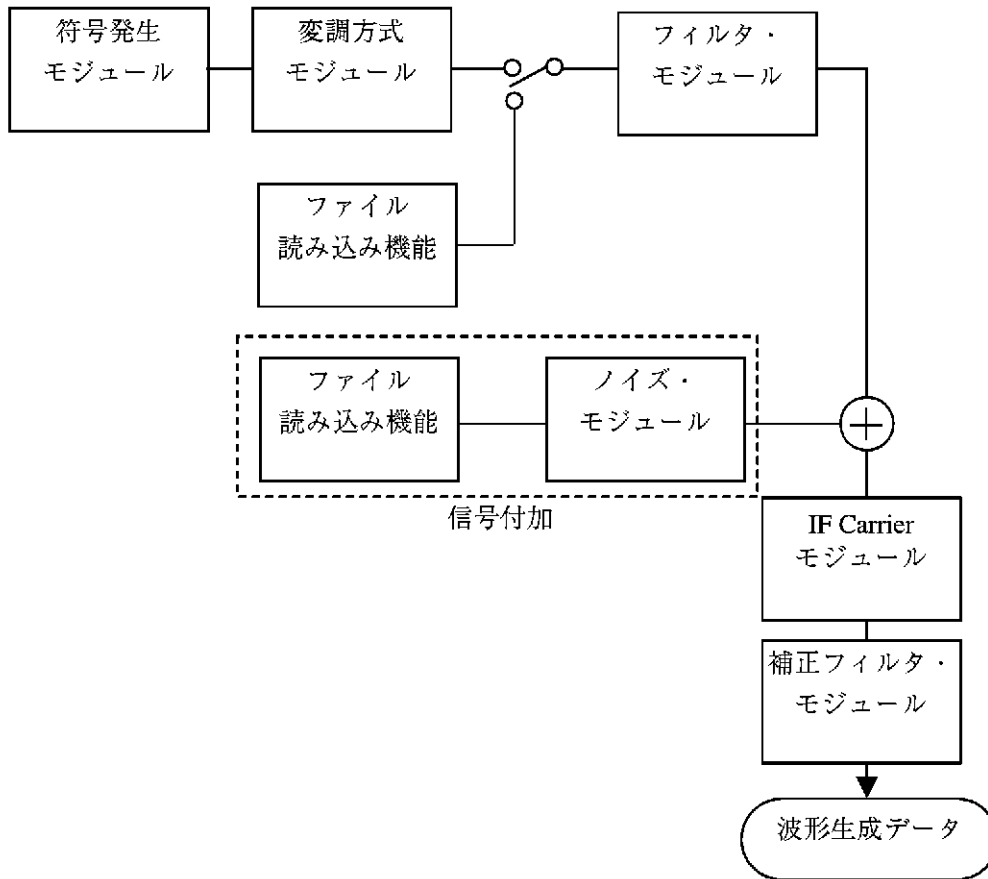 符号発生
モジュール
変調方式
モジュール
フィルタ・
モジュール
ファイル
読み込み機能
ファイル
読み込み機能
ノイズ・
モジュール
信号付加
IF Carrier
モジュール
補正フィルタ・
モジュール
波形生成データ